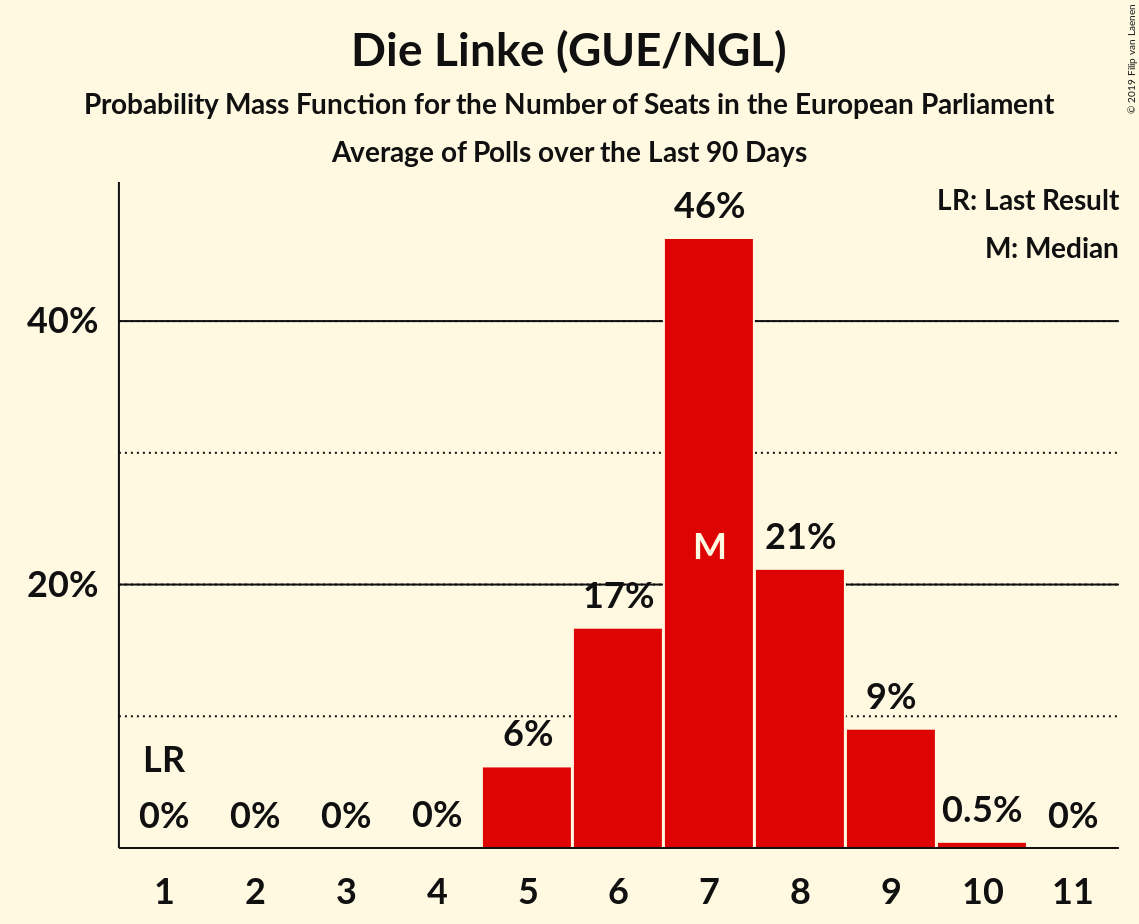 Die Linke (GUE/NGL)
Probability Mass Function for the Number of Seats in the European Parliament
Average of Polls over the Last 90 Days
© 2019 Filip van Laenen
LR: Last Result
M: Median
46%
40%
M
21%
20%
17%
9%
6%
LR
0%
0%
0%
0%
0.5%
0%
1 2 3 4 5 6 7 8 9 10 11